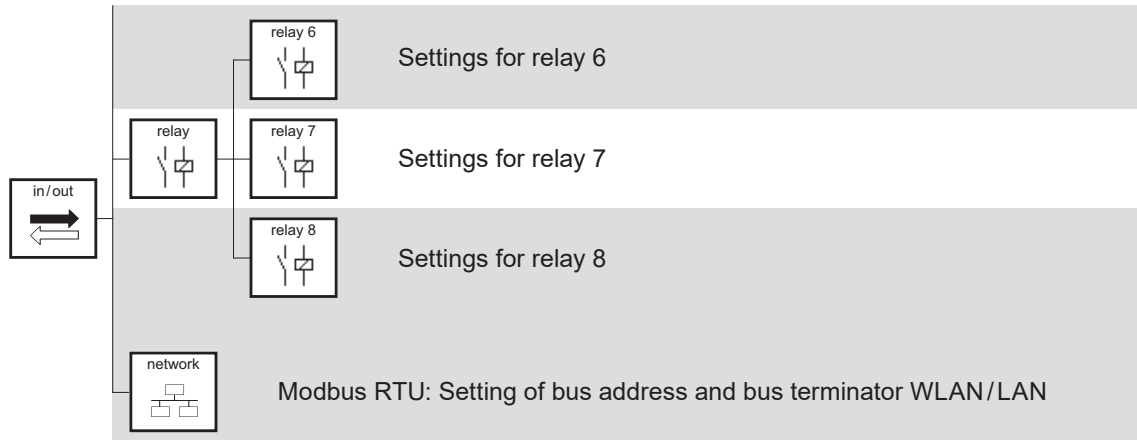 relay 6
Settings for relay 6
relay
relay 7
Settings for relay 7
in/out
relay 8
Settings for relay 8
network
Modbus RTU: Setting of bus address and bus terminator WLAN/LAN